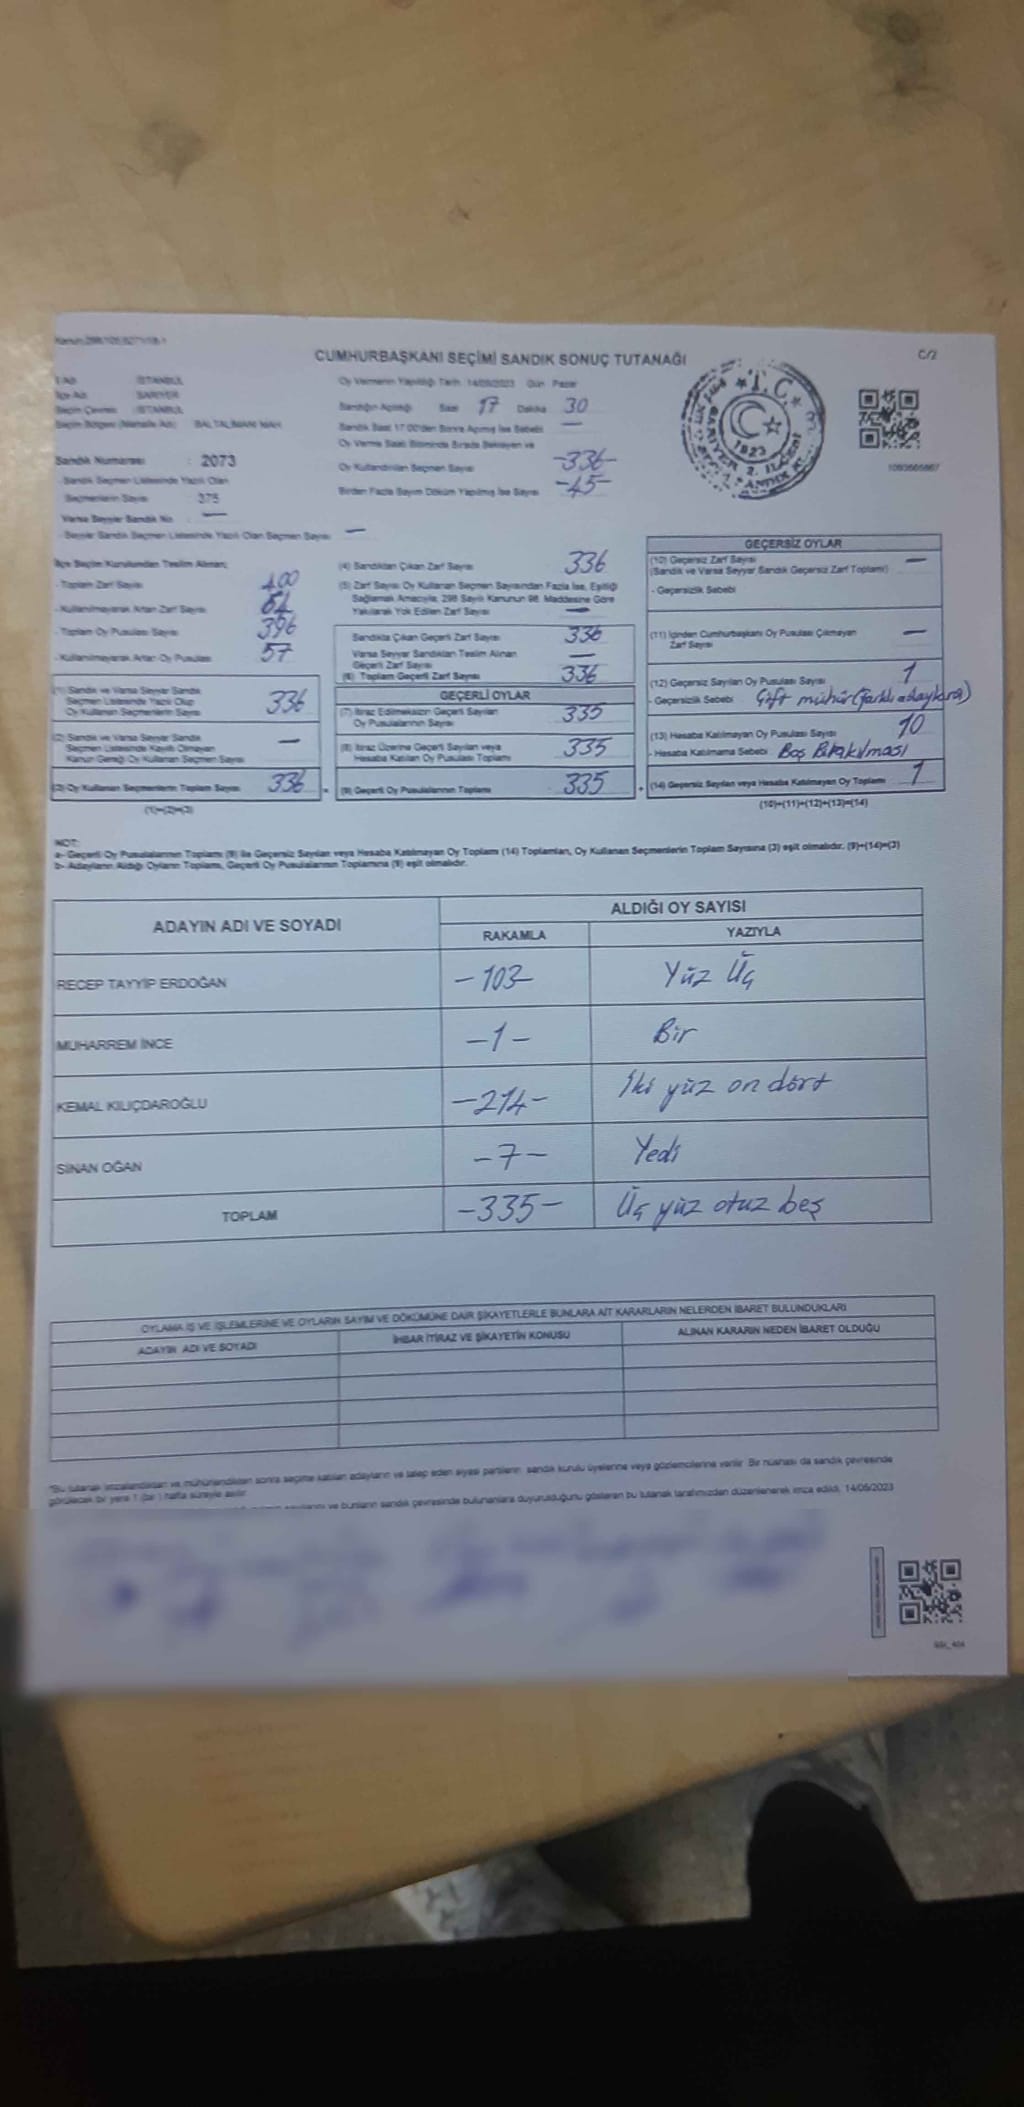 Kanun:298/105,6271/18-1
CUMHURBAŞKANI SEÇİMİ SANDIK SONUÇ TUTANAĞI
C/2
İl Adı : İSTANBUL
İlçe Adı : SARIYER
Seçim Çevresi : İSTANBUL
Seçim Bölgesi (Mahalle Adı) : BALTALİMANI MAH
Sandık Numarası : 2073
Sandık Seçmen Listesinde Yazılı Olan
Seçmenlerin Sayısı : 375
Varsa Seyyar Sandık No : —
Seyyar Sandık Seçmen Listesinde Yazılı Olan Seçmen Sayısı : —
Oy Vermenin Yapıldığı Tarih 14/05/2023 Gün Pazar
Sandığın Açıldığı Saat 17 Dakika 30
Sandık Saat 17:00'den Sonra Açılmış İse Sebebi —
Oy Verme Saati Bitiminde Sırada Bekleyen ve
Oy Kullandırılan Seçmen Sayısı -336-
Birden Fazla Sayım Döküm Yapılmış İse Sayısı -45-
T.C.
1923
SARIYER 2. İLÇE
1093605867
İlçe Seçim Kurulundan Teslim Alınan;
- Toplam Zarf Sayısı 400
- Kullanılmayarak Artan Zarf Sayısı 64
- Toplam Oy Pusulası Sayısı 396
- Kullanılmayarak Artan Oy Pusulası 57
(1) Sandık ve Varsa Seyyar Sandık
Seçmen Listesinde Yazılı Olup
Oy Kullanan Seçmenlerin Sayısı 336
(2) Sandık ve Varsa Seyyar Sandık
Seçmen Listesinde Kayıtlı Olmayan
Kanun Gereği Oy Kullanan Seçmen Sayısı —
(3) Oy Kullanan Seçmenlerin Toplam Sayısı 336
(1)+(2)=(3)
(4) Sandıktan Çıkan Zarf Sayısı 336
(5) Zarf Sayısı Oy Kullanan Seçmen Sayısından Fazla İse, Eşitliği
Sağlamak Amacıyla, 298 Sayılı Kanunun 98. Maddesine Göre
Yakılarak Yok Edilen Zarf Sayısı —
Sandıkta Çıkan Geçerli Zarf Sayısı 336
Varsa Seyyar Sandıktan Teslim Alınan
Geçerli Zarf Sayısı —
(6) Toplam Geçerli Zarf Sayısı 336
GEÇERLİ OYLAR
(7) İtiraz Edilmeksizin Geçerli Sayılan
Oy Pusulalarının Sayısı 335
(8) İtiraz Üzerine Geçerli Sayılan veya
Hesaba Katılan Oy Pusulası Toplamı 335
(9) Geçerli Oy Pusulalarının Toplamı 335
GEÇERSİZ OYLAR
(10) Geçersiz Zarf Sayısı
(Sandık ve Varsa Seyyar Sandık Geçersiz Zarf Toplamı) —
- Geçersizlik Sebebi
(11) İçinden Cumhurbaşkanı Oy Pusulası Çıkmayan
Zarf Sayısı —
(12) Geçersiz Sayılan Oy Pusulası Sayısı 1
- Geçersizlik Sebebi Çift mühür (farklı adaylara)
(13) Hesaba Katılmayan Oy Pusulası Sayısı 10
- Hesaba Katılmama Sebebi Boş Bırakılması
(14) Geçersiz Sayılan veya Hesaba Katılmayan Oy Toplamı 1
(10)+(11)+(12)+(13)=(14)
NOT:
a- Geçerli Oy Pusulalarının Toplamı (9) ile Geçersiz Sayılan veya Hesaba Katılmayan Oy Toplamı (14) Toplamları, Oy Kullanan Seçmenlerin Toplam Sayısına (3) eşit olmalıdır. (9)+(14)=(3)
b- Adayların Aldığı Oyların Toplamı, Geçerli Oy Pusulalarının Toplamına (9) eşit olmalıdır.
ADAYIN ADI VE SOYADI ALDIĞI OY SAYISI
RAKAMLA YAZIYLA
RECEP TAYYİP ERDOĞAN -103- Yüz Üç
MUHARREM İNCE -1- Bir
KEMAL KILIÇDAROĞLU -214- İki yüz on dört
SİNAN OĞAN -7- Yedi
TOPLAM -335- Üç yüz otuz beş
OYLAMA İŞ VE İŞLEMLERİNE VE OYLARIN SAYIM VE DÖKÜMÜNE DAİR ŞİKAYETLERLE BUNLARA AİT KARARLARIN NELERDEN İBARET BULUNDUKLARI
ADAYIN ADI VE SOYADI İHBAR İTİRAZ VE ŞİKAYETİN KONUSU ALINAN KARARIN NEDEN İBARET OLDUĞU
"Bu tutanak imzalandıktan ve mühürlendikten sonra seçime katılan adayların ve talep eden siyasi partilerin sandık kurulu üyelerine veya gözlemcilerine verilir. Bir nüshası da sandık çevresinde
görülecek bir yere 1 (bir) hafta süreyle asılır.
ve bunların sandık çevresinde bulunanlara duyurulduğunu gösteren bu tutanak tarafımızdan düzenlenerek imza edildi. 14/05/2023